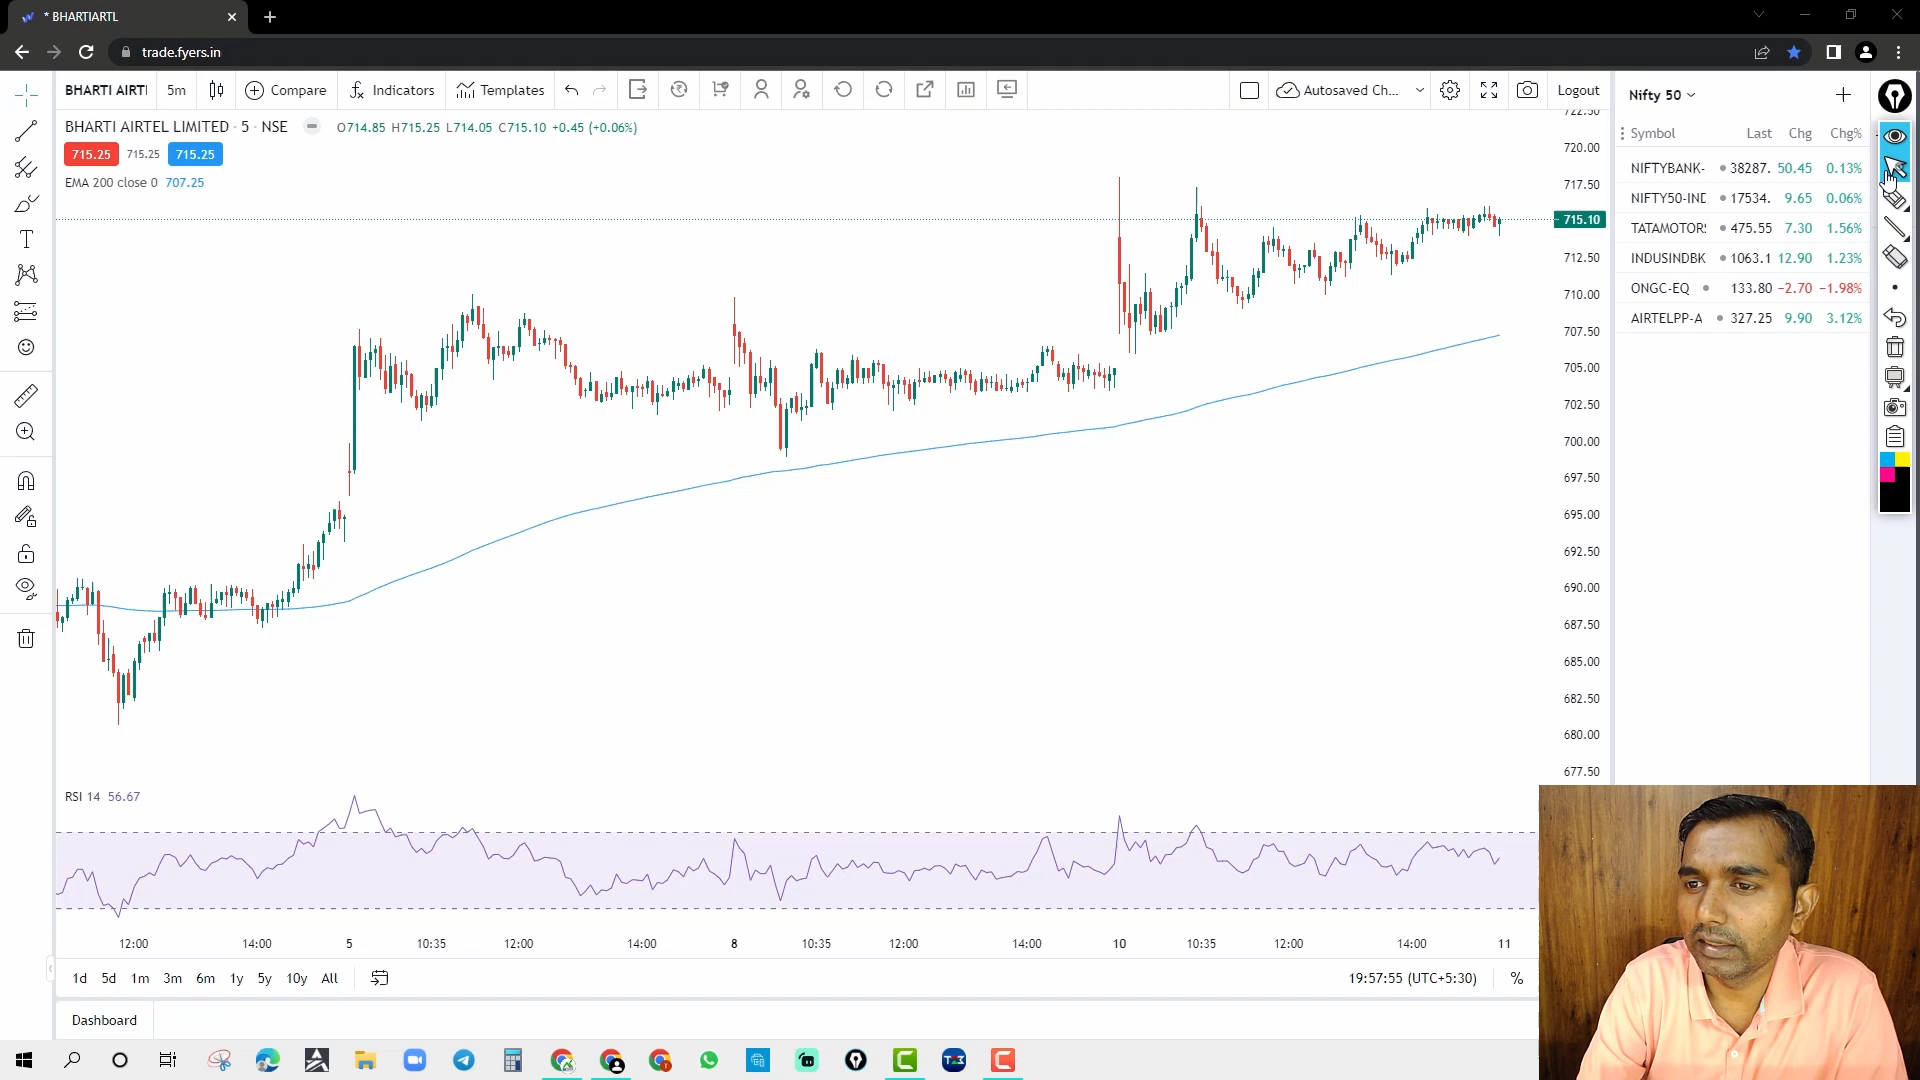 * BHARTIARTL
trade.fyers.in
BHARTI AIRTI 5m Compare Indicators Templates Autosaved Ch... Logout
BHARTI AIRTEL LIMITED · 5 · NSE O714.85 H715.25 L714.05 C715.10 +0.45 (+0.06%)
715.25 715.25 715.25
EMA 200 close 0 707.25
722.50
720.00
717.50
715.10
712.50
710.00
707.50
705.00
702.50
700.00
697.50
695.00
692.50
690.00
687.50
685.00
682.50
680.00
677.50
RSI 14 56.67
12:00 14:00 5 10:35 12:00 14:00 8 10:35 12:00 14:00 10 10:35 12:00 14:00 11
1d 5d 1m 3m 6m 1y 5y 10y All 19:57:55 (UTC+5:30) %
Dashboard
Nifty 50
Symbol Last Chg Chg%
NIFTYBANK- 38287. 50.45 0.13%
NIFTY50-IND 17534. 9.65 0.06%
TATAMOTORS 475.55 7.30 1.56%
INDUSINDBK 1063.1 12.90 1.23%
ONGC-EQ 133.80 −2.70 −1.98%
AIRTELPP-A 327.25 9.90 3.12%